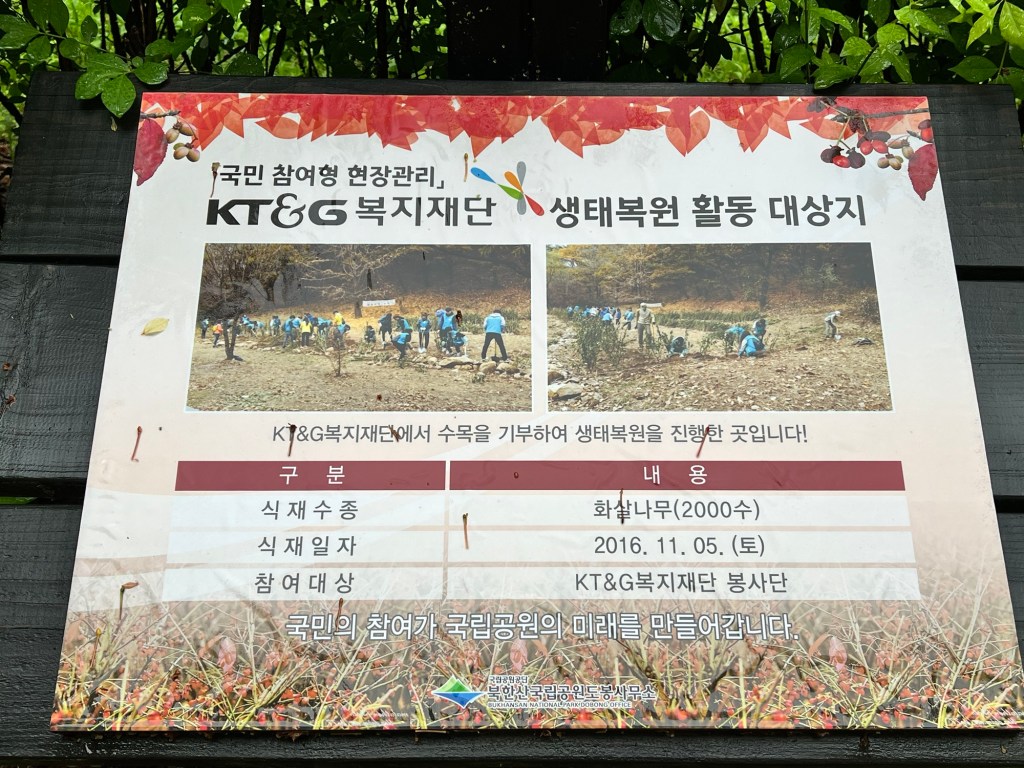 「국민 참여형 현장관리」
KT&G 복지재단 생태복원 활동 대상지
KT&G복지재단에서 수목을 기부하여 생태복원을 진행한 곳입니다!
구 분 내 용
식 재 수 종 화살나무(2000수)
식 재 일 자 2016. 11. 05. (토)
참 여 대 상 KT&G복지재단 봉사단
국민의 참여가 국립공원의 미래를 만들어갑니다.
국립공원공단
북한산국립공원도봉사무소
BUKHANSAN NATIONAL PARK DOBONG OFFICE